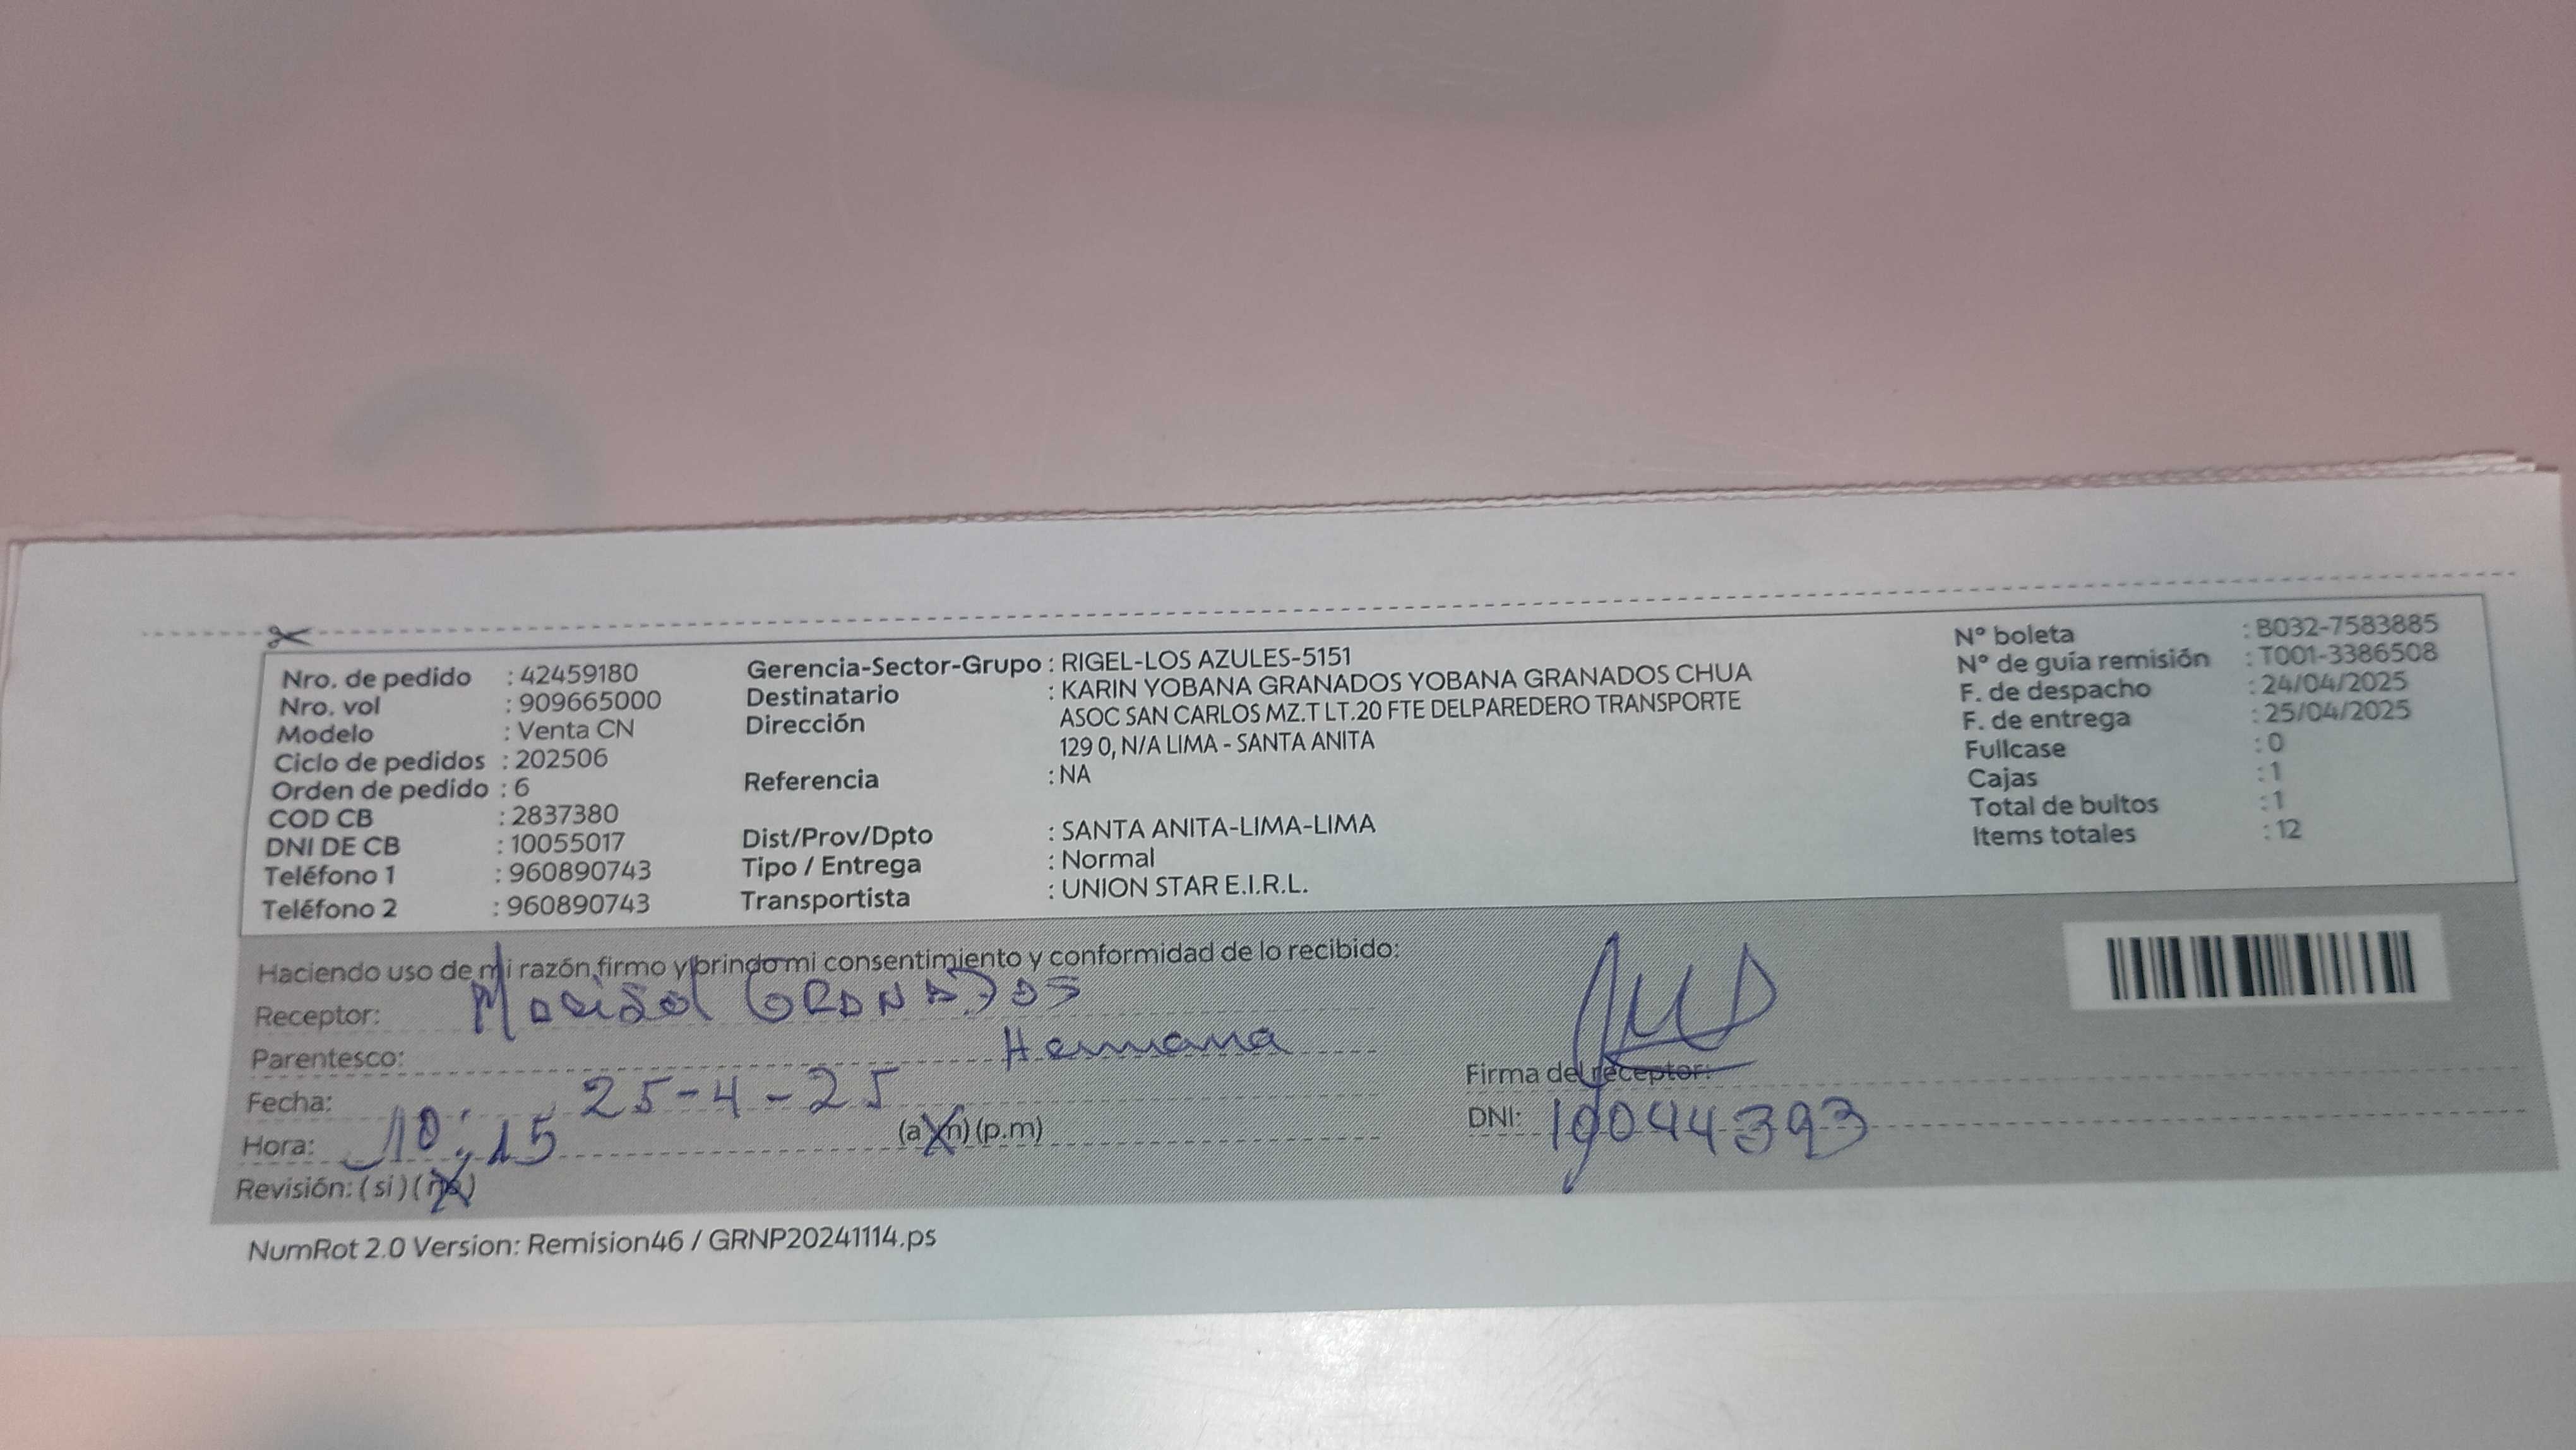 Nro. de pedido : 42459180
Nro. vol : 909665000
Modelo : Venta CN
Ciclo de pedidos : 202506
Orden de pedido : 6
COD CB : 2837380
DNI DE CB : 10055017
Teléfono 1 : 960890743
Teléfono 2 : 960890743
Gerencia-Sector-Grupo : RIGEL-LOS AZULES-5151
Destinatario : KARIN YOBANA GRANADOS YOBANA GRANADOS CHUA
Dirección ASOC SAN CARLOS MZ.T LT.20 FTE DELPAREDERO TRANSPORTE
129 0, N/A LIMA - SANTA ANITA
Referencia : NA
Dist/Prov/Dpto : SANTA ANITA-LIMA-LIMA
Tipo / Entrega : Normal
Transportista : UNION STAR E.I.R.L.
N° boleta : B032-7583885
N° de guía remisión : T001-3386508
F. de despacho : 24/04/2025
F. de entrega : 25/04/2025
Fullcase : 0
Cajas : 1
Total de bultos : 1
Items totales : 12
Haciendo uso de mi razón firmo y brindo mi consentimiento y conformidad de lo recibido:
Receptor: Marisol GRANADOS
Parentesco: Hermana
Fecha: 25-4-25
Hora: 10:15 (a.m) (p.m)
Revisión: (si) (no)
Firma del receptor:
DNI: 10044393
NumRot 2.0 Version: Remision46 / GRNP20241114.ps